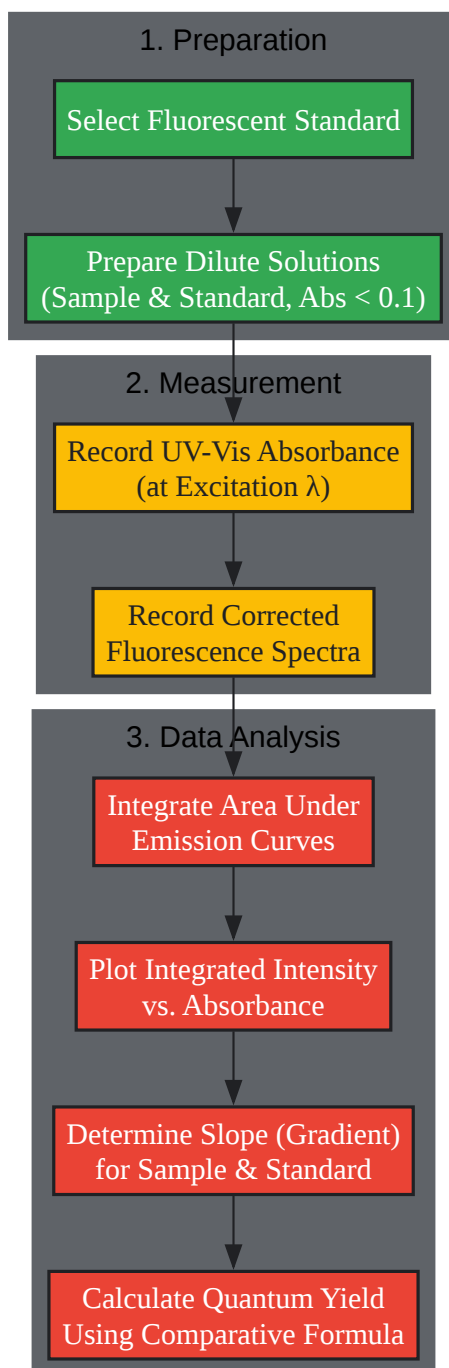 1. Preparation
Select Fluorescent Standard
Prepare Dilute Solutions
(Sample & Standard, Abs < 0.1)
2. Measurement
Record UV-Vis Absorbance
(at Excitation λ)
Record Corrected
Fluorescence Spectra
3. Data Analysis
Integrate Area Under
Emission Curves
Plot Integrated Intensity
vs. Absorbance
Determine Slope (Gradient)
for Sample & Standard
Calculate Quantum Yield
Using Comparative Formula